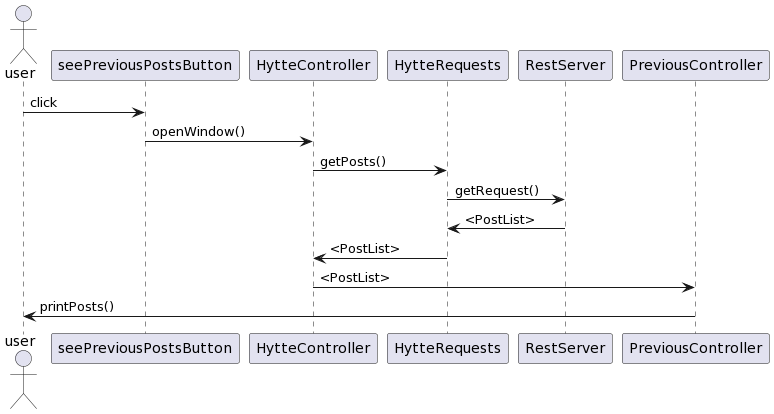 user
seePreviousPostsButton
HytteController
HytteRequests
RestServer
PreviousController
click
openWindow()
getPosts()
getRequest()
<PostList>
<PostList>
<PostList>
printPosts()
user
seePreviousPostsButton
HytteController
HytteRequests
RestServer
PreviousController